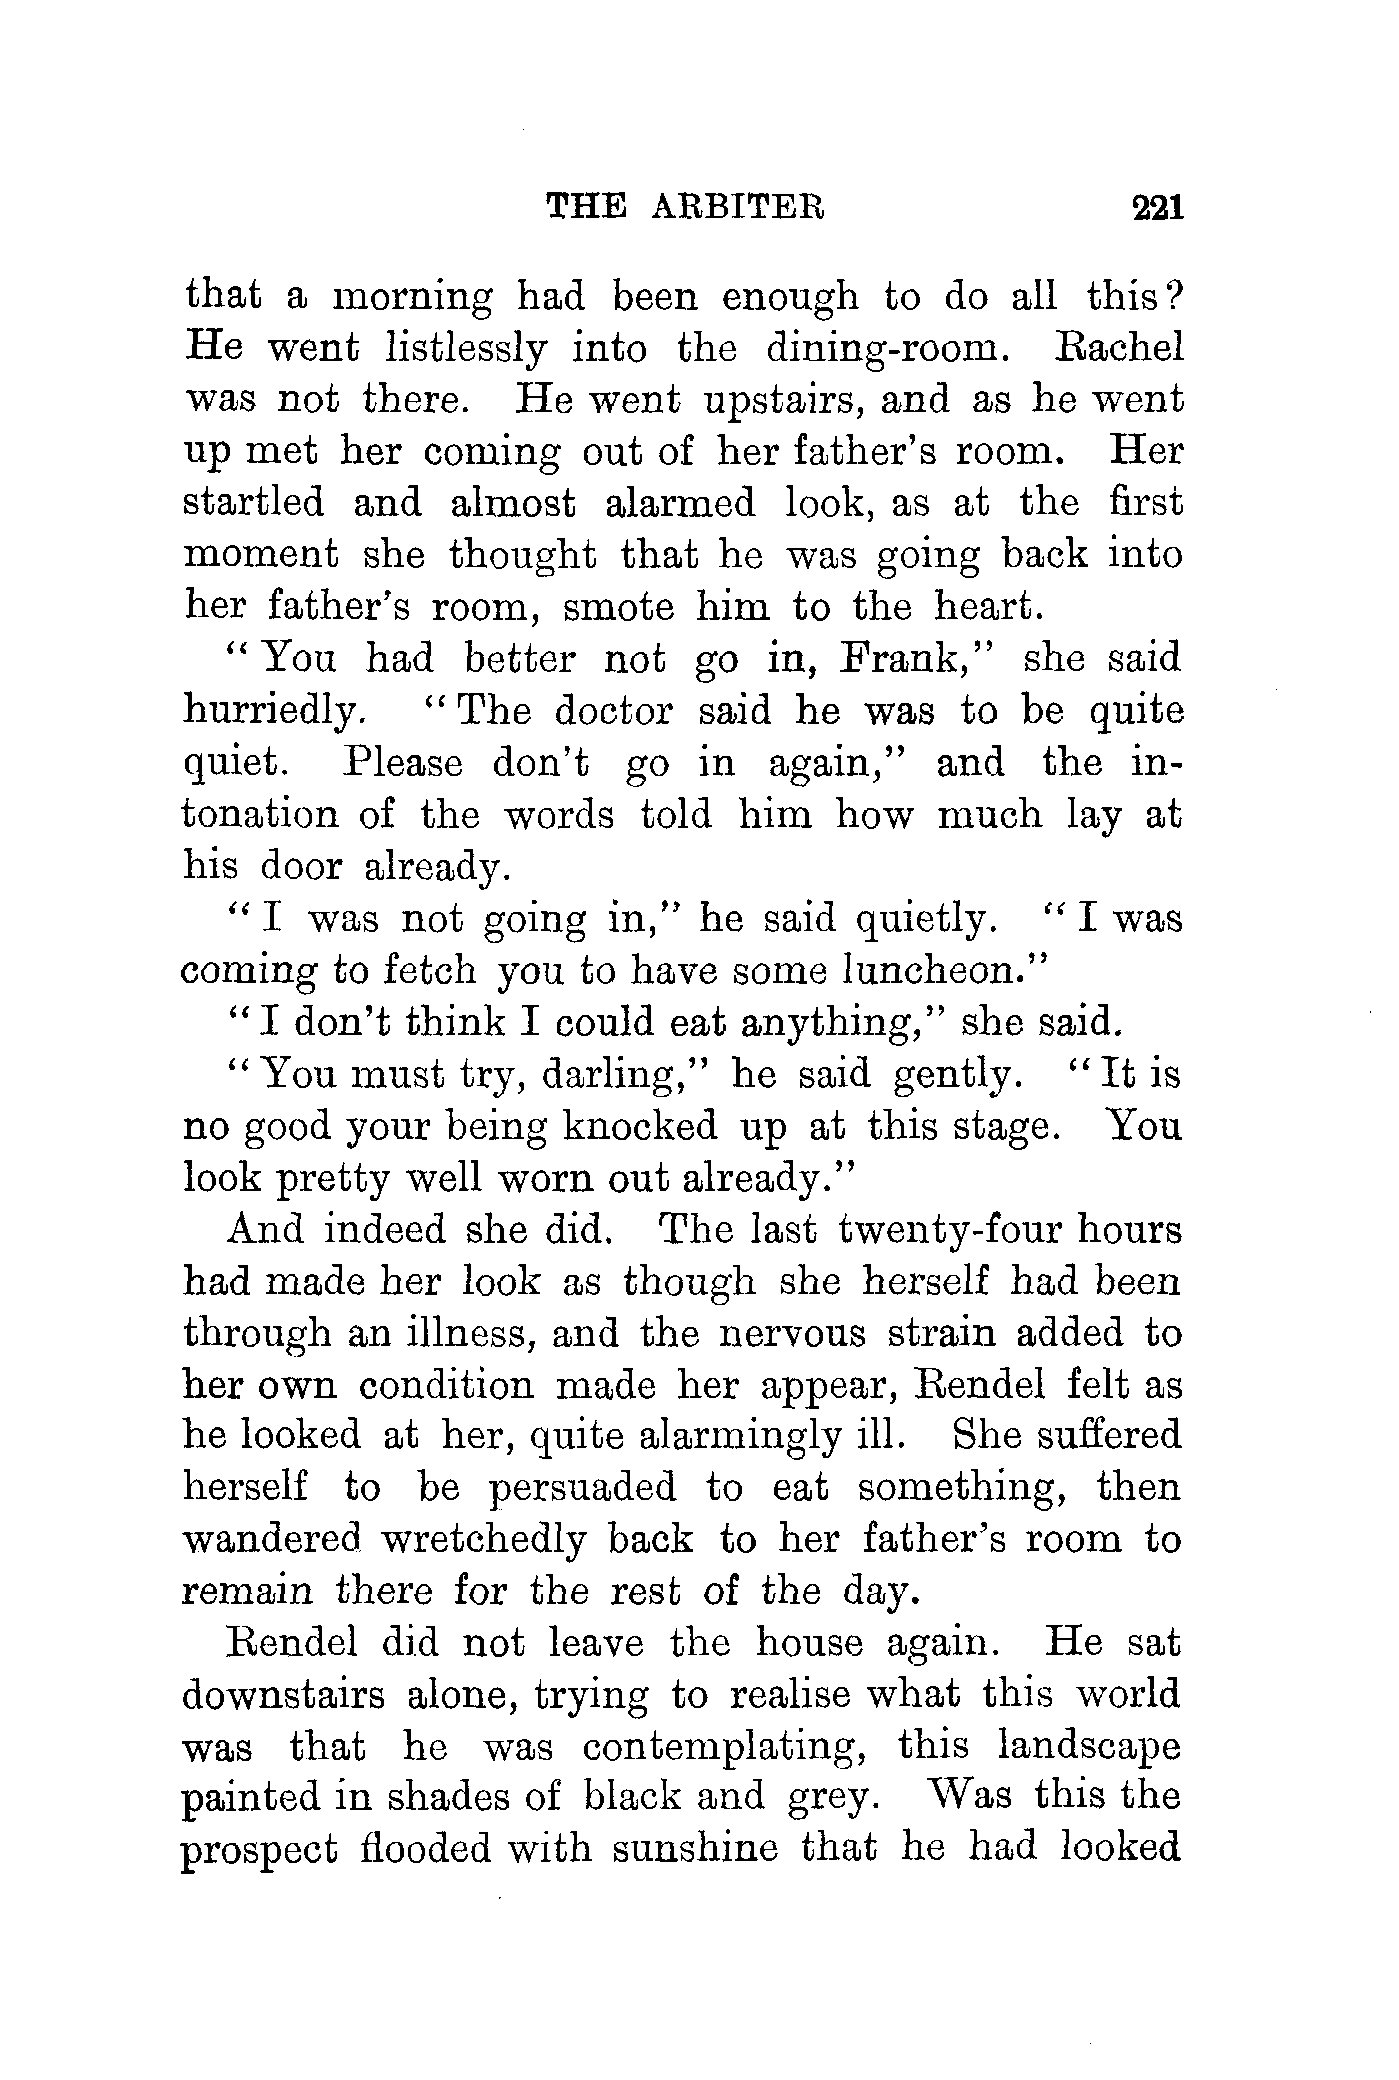 THE ARBITER 221
that a morning had been enough to do all this?
He went listlessly into the dining-room. Rachel
was not there. He went upstairs, and as he went
up met her coming out of her father's room. Her
startled and almost alarmed look, as at the first
moment she thought that he was going back into
her father's room, smote him to the heart.
“ You had better not go in, Frank,” she said
hurriedly. “ The doctor said he was to be quite
quiet. Please don't go in again,” and the in-
tonation of the words told him how much lay at
his door already.
“ I was not going in,” he said quietly. “ I was
coming to fetch you to have some luncheon.”
“ I don't think I could eat anything,” she said.
“ You must try, darling,” he said gently. “ It is
no good your being knocked up at this stage. You
look pretty well worn out already.”
And indeed she did. The last twenty-four hours
had made her look as though she herself had been
through an illness, and the nervous strain added to
her own condition made her appear, Rendel felt as
he looked at her, quite alarmingly ill. She suffered
herself to be persuaded to eat something, then
wandered wretchedly back to her father's room to
remain there for the rest of the day.
Rendel did not leave the house again. He sat
downstairs alone, trying to realise what this world
was that he was contemplating, this landscape
painted in shades of black and grey. Was this the
prospect flooded with sunshine that he had looked